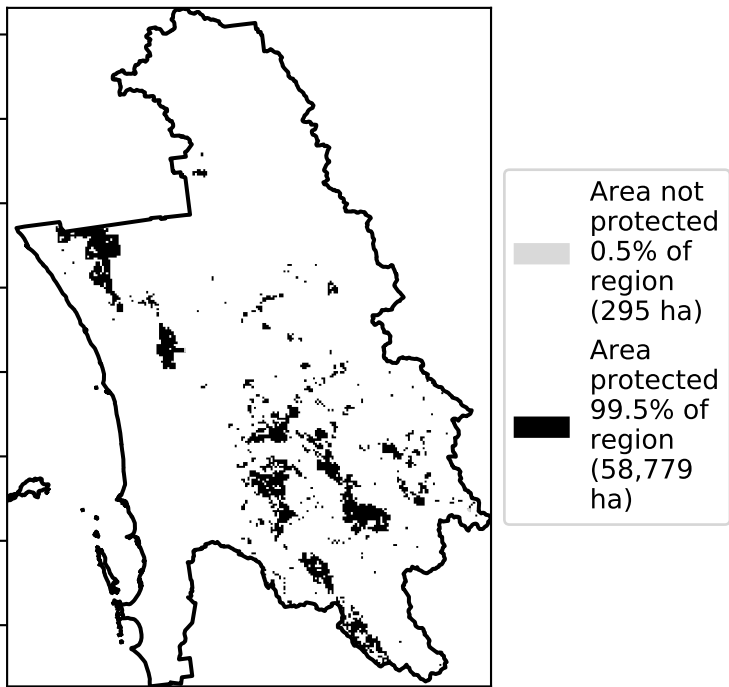 Area not
protected
0.5% of
region
(295 ha)
Area
protected
99.5% of
region
(58,779
ha)